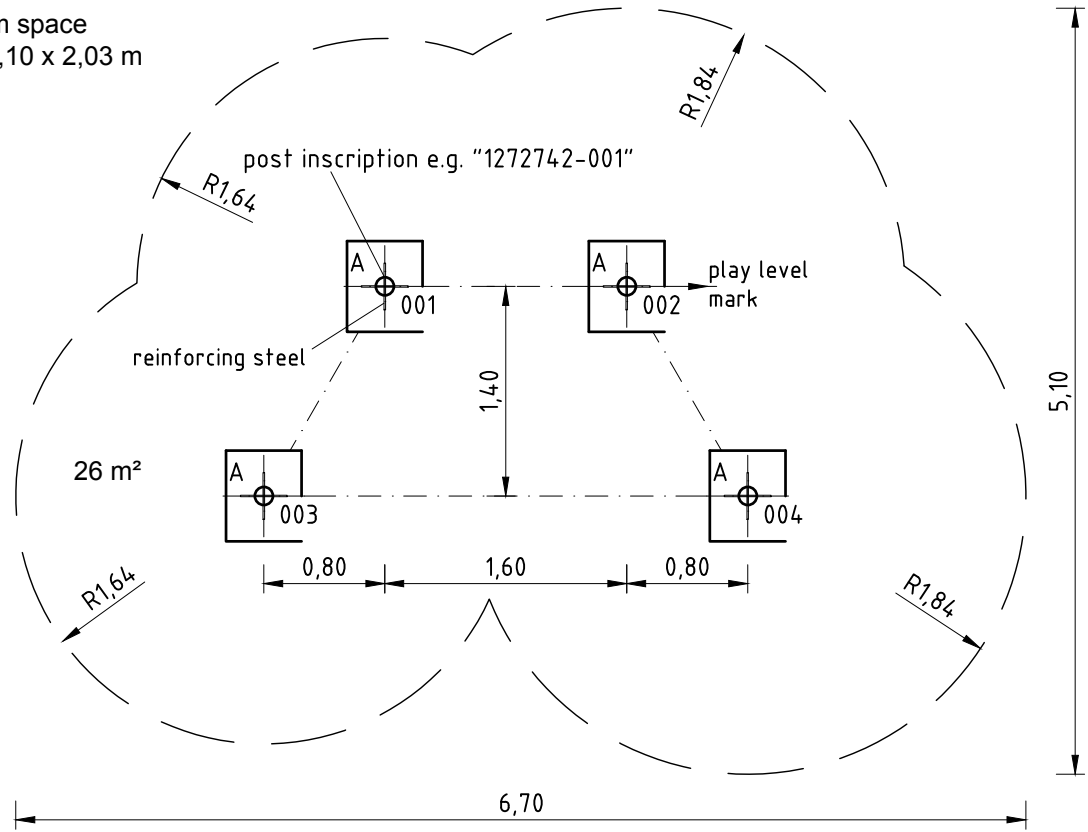 space
,10 x 2,03 m
R1,84
post inscription e.g. "1272742-001"
R1,64
A
A
play level
mark
001
002
reinforcing steel
1,40
5,10
26 m²
A
A
003
004
0,80
1,60
0,80
R1,64
R1,84
6,70